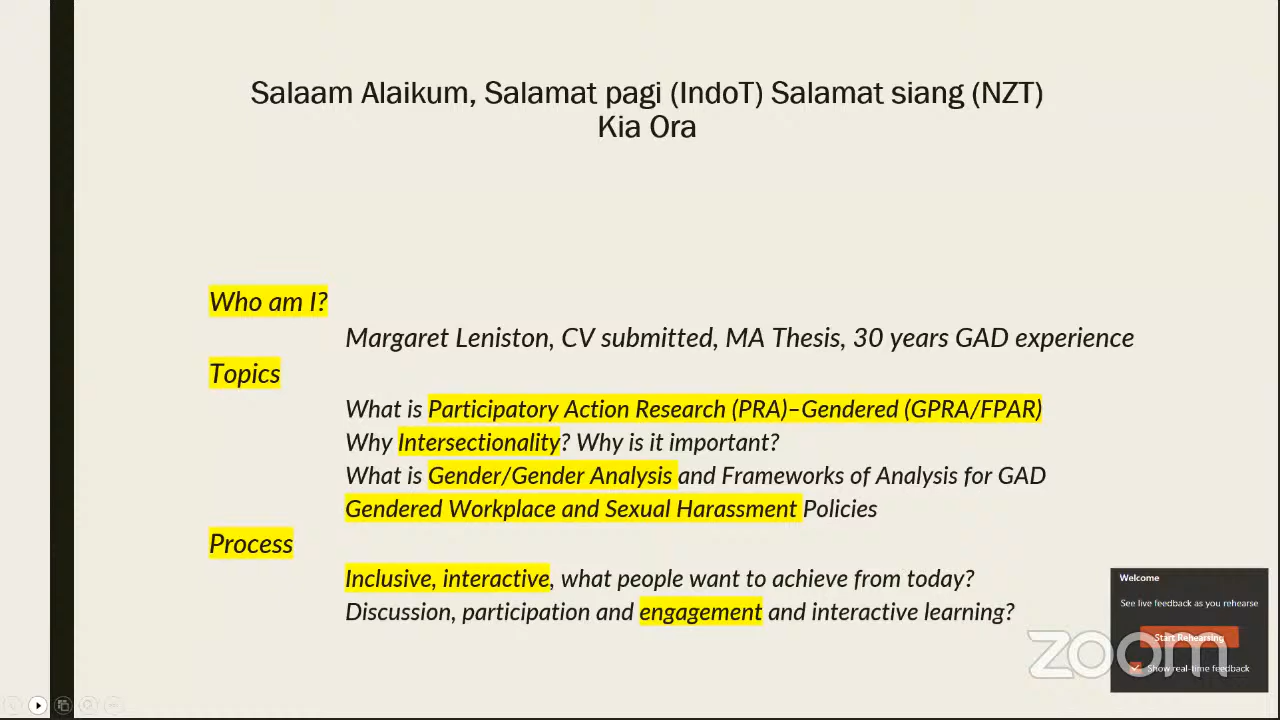 Salaam Alaikum, Salamat pagi (IndoT) Salamat siang (NZT)
Kia Ora
Who am I?
Margaret Leniston, CV submitted, MA Thesis, 30 years GAD experience
Topics
What is Participatory Action Research (PRA)–Gendered (GPRA/FPAR)
Why Intersectionality? Why is it important?
What is Gender/Gender Analysis and Frameworks of Analysis for GAD
Gendered Workplace and Sexual Harassment Policies
Process
Inclusive, interactive, what people want to achieve from today?
Discussion, participation and engagement and interactive learning?
Welcome
See live feedback as you rehearse
Start Rehearsing
Show real-time feedback
zoom